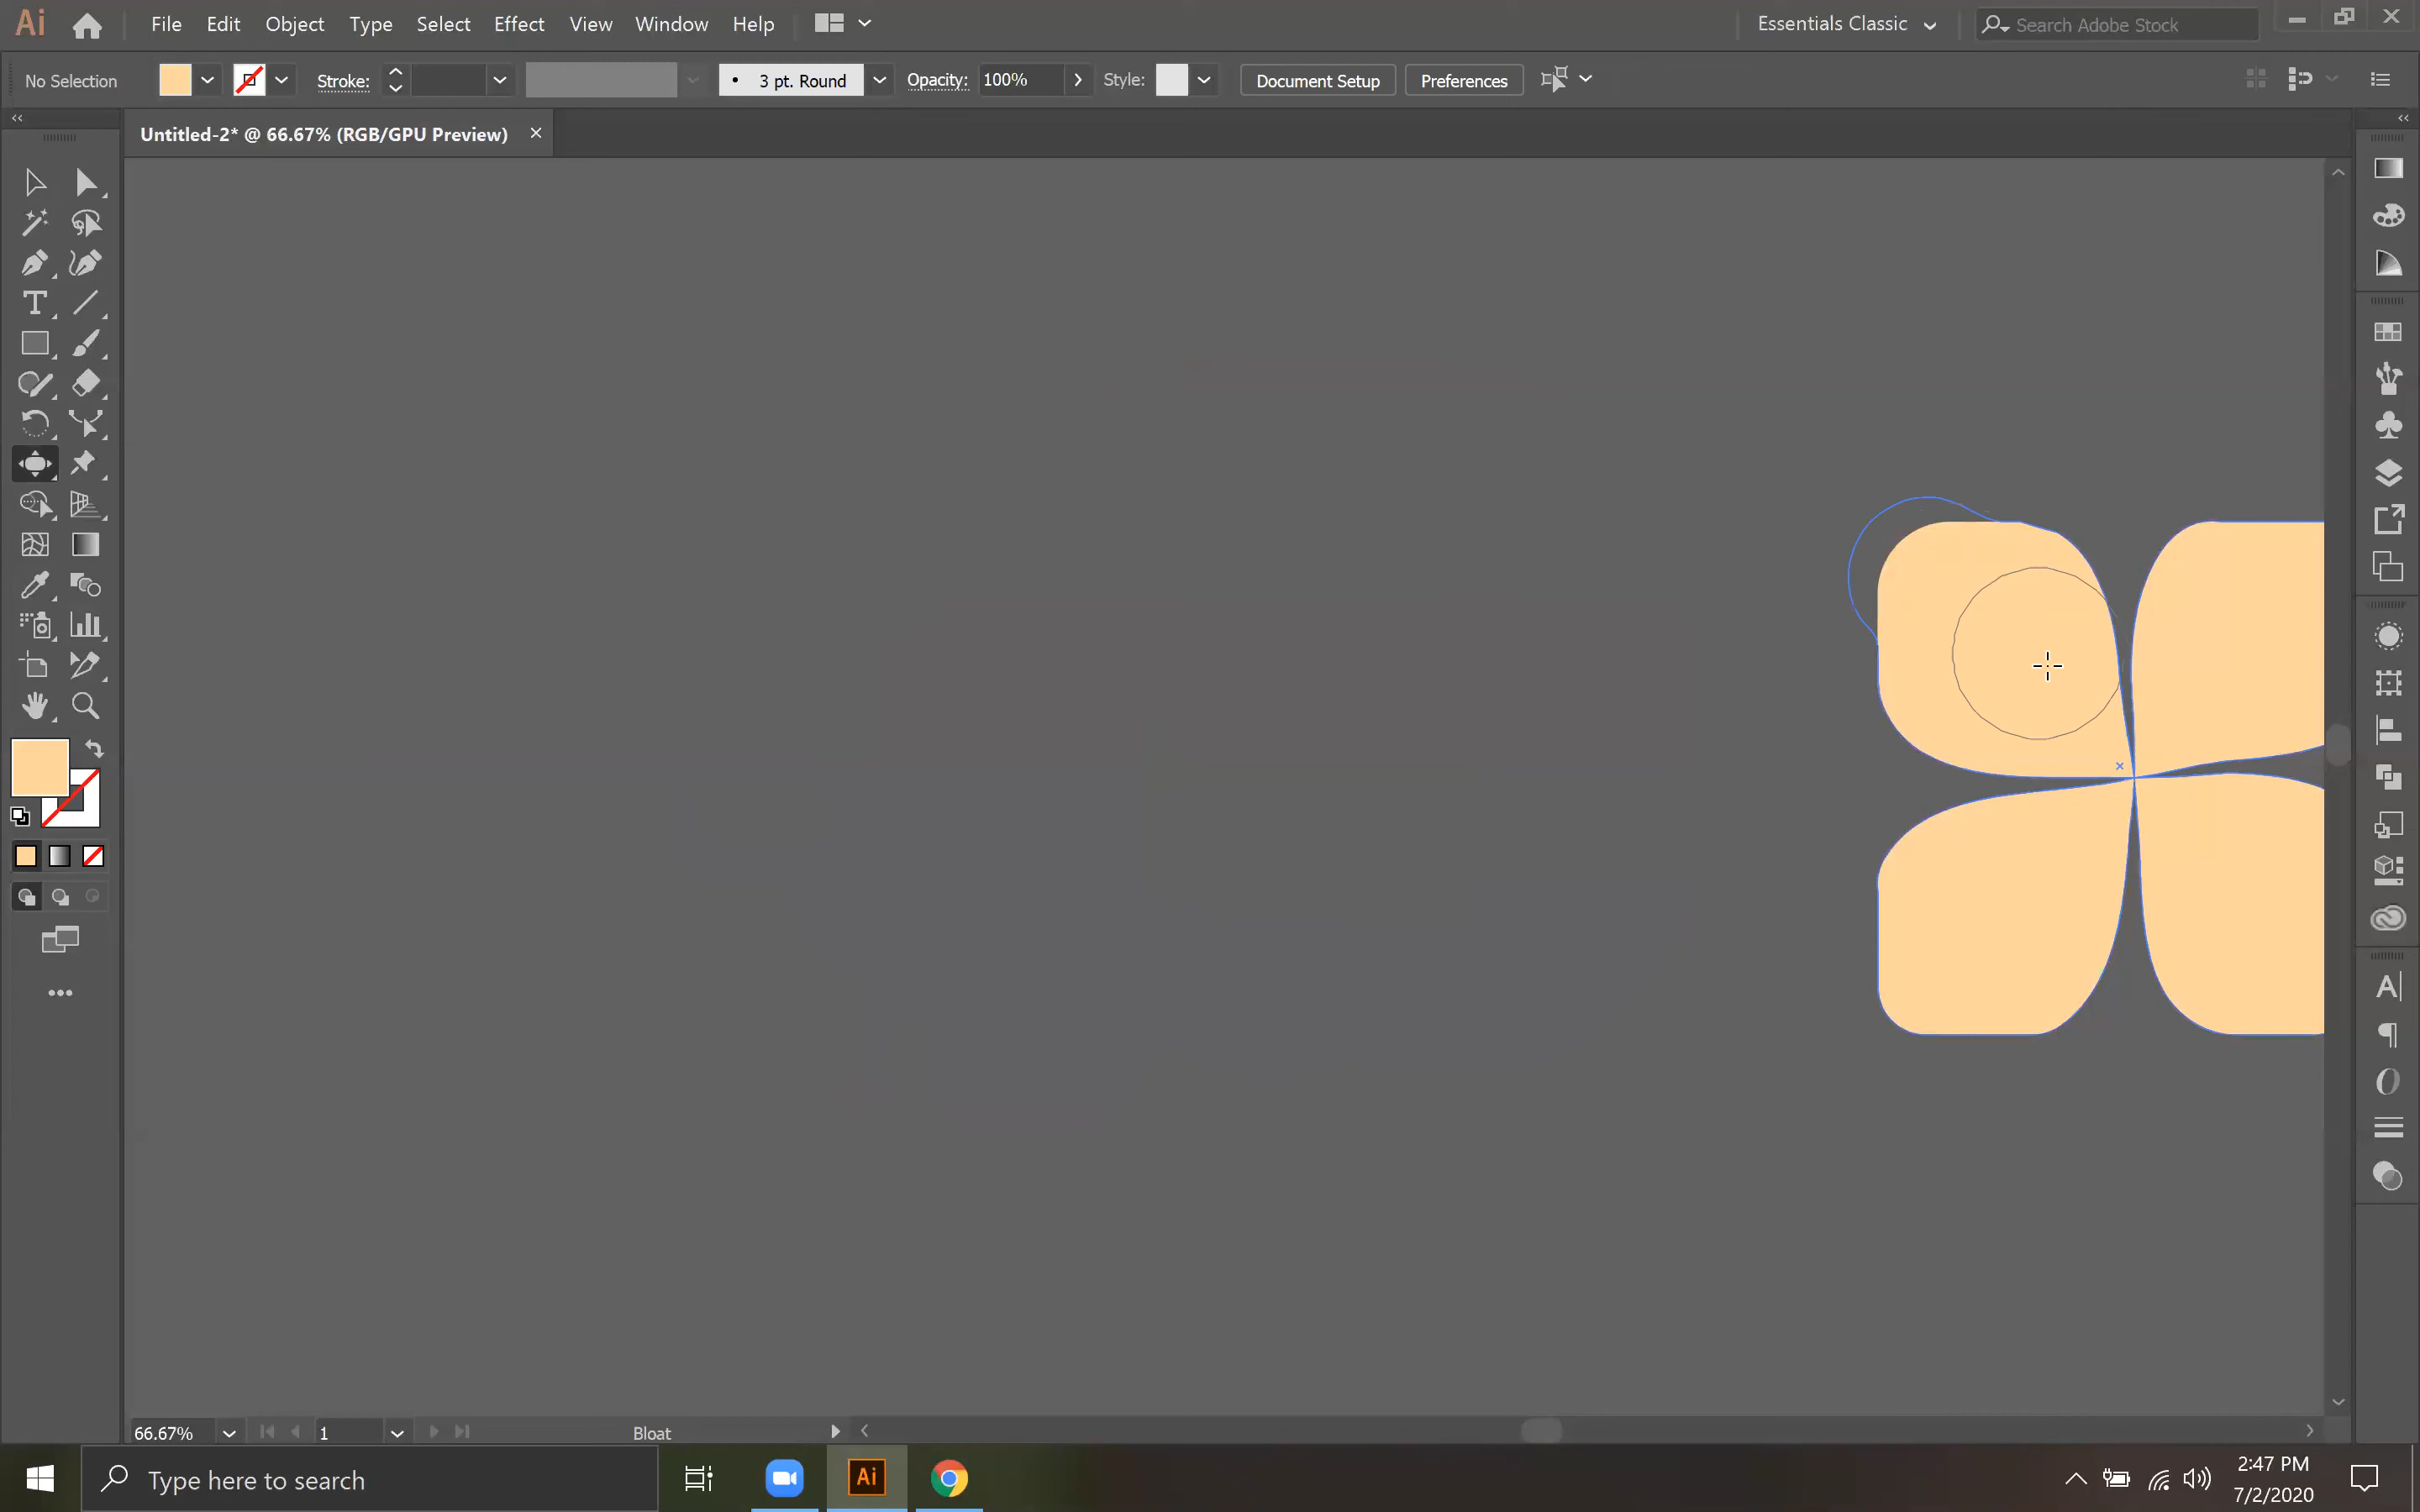 Ai File Edit Object Type Select Effect View Window Help Essentials Classic Search Adobe Stock
No Selection Stroke: 3 pt. Round Opacity: 100% Style: Document Setup Preferences
Untitled-2* @ 66.67% (RGB/GPU Preview)
66.67% 1 Bloat
Type here to search Ai 2:47 PM
7/2/2020